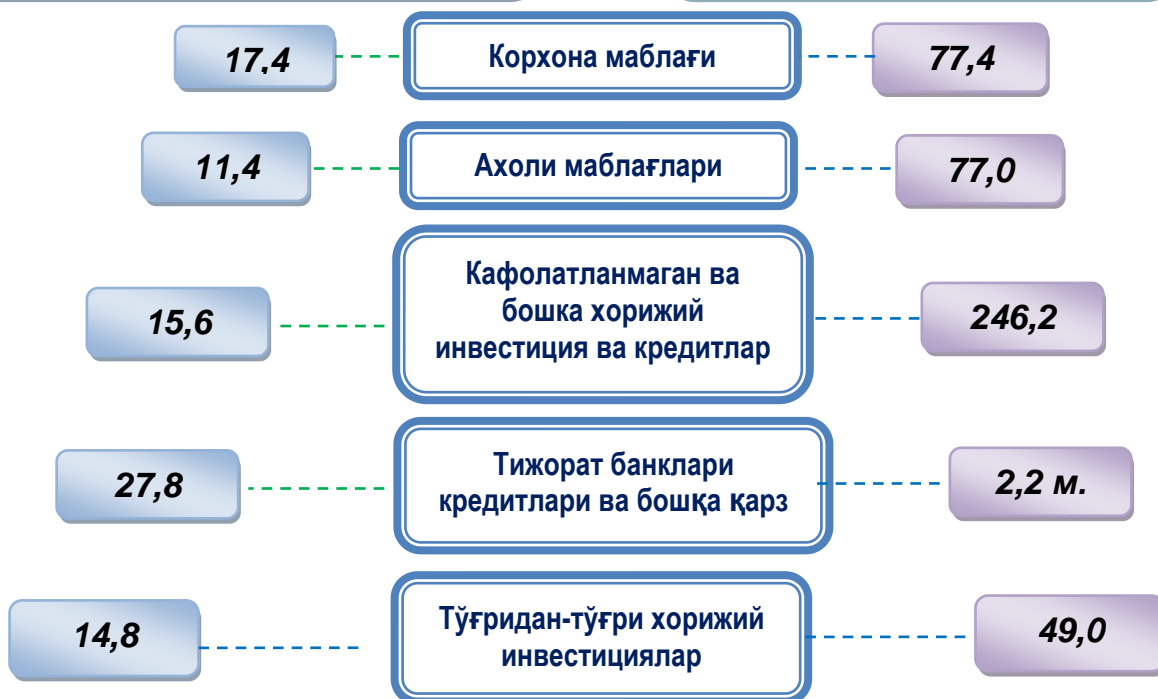 17,4
Корхона маблағи
77,4
11,4
Ахоли маблағлари
77,0
15,6
Кафолатланмаган ва
бошка хорижий
инвестиция ва кредитлар
246,2
27,8
Тижорат банклари
кредитлари ва бошқа қарз
2,2 м.
14,8
Тўғридан-тўғри хорижий
инвестициялар
49,0